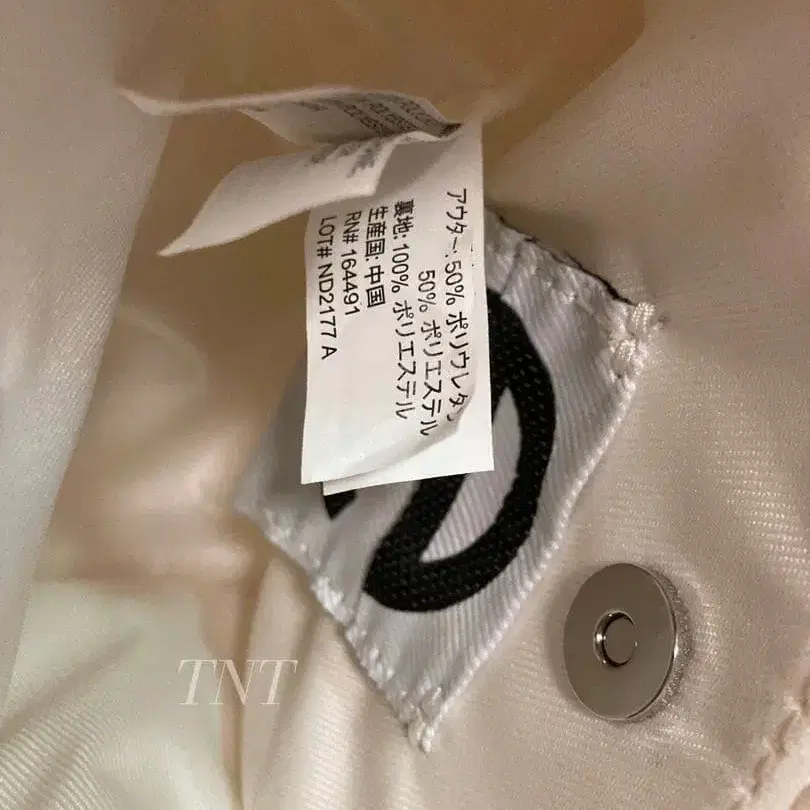 アウター: 50% ポリウレタン
50% ポリエステル
裏地: 100% ポリエステル
生産国: 中国
RN# 164491
LOT# ND2177 A
TNT